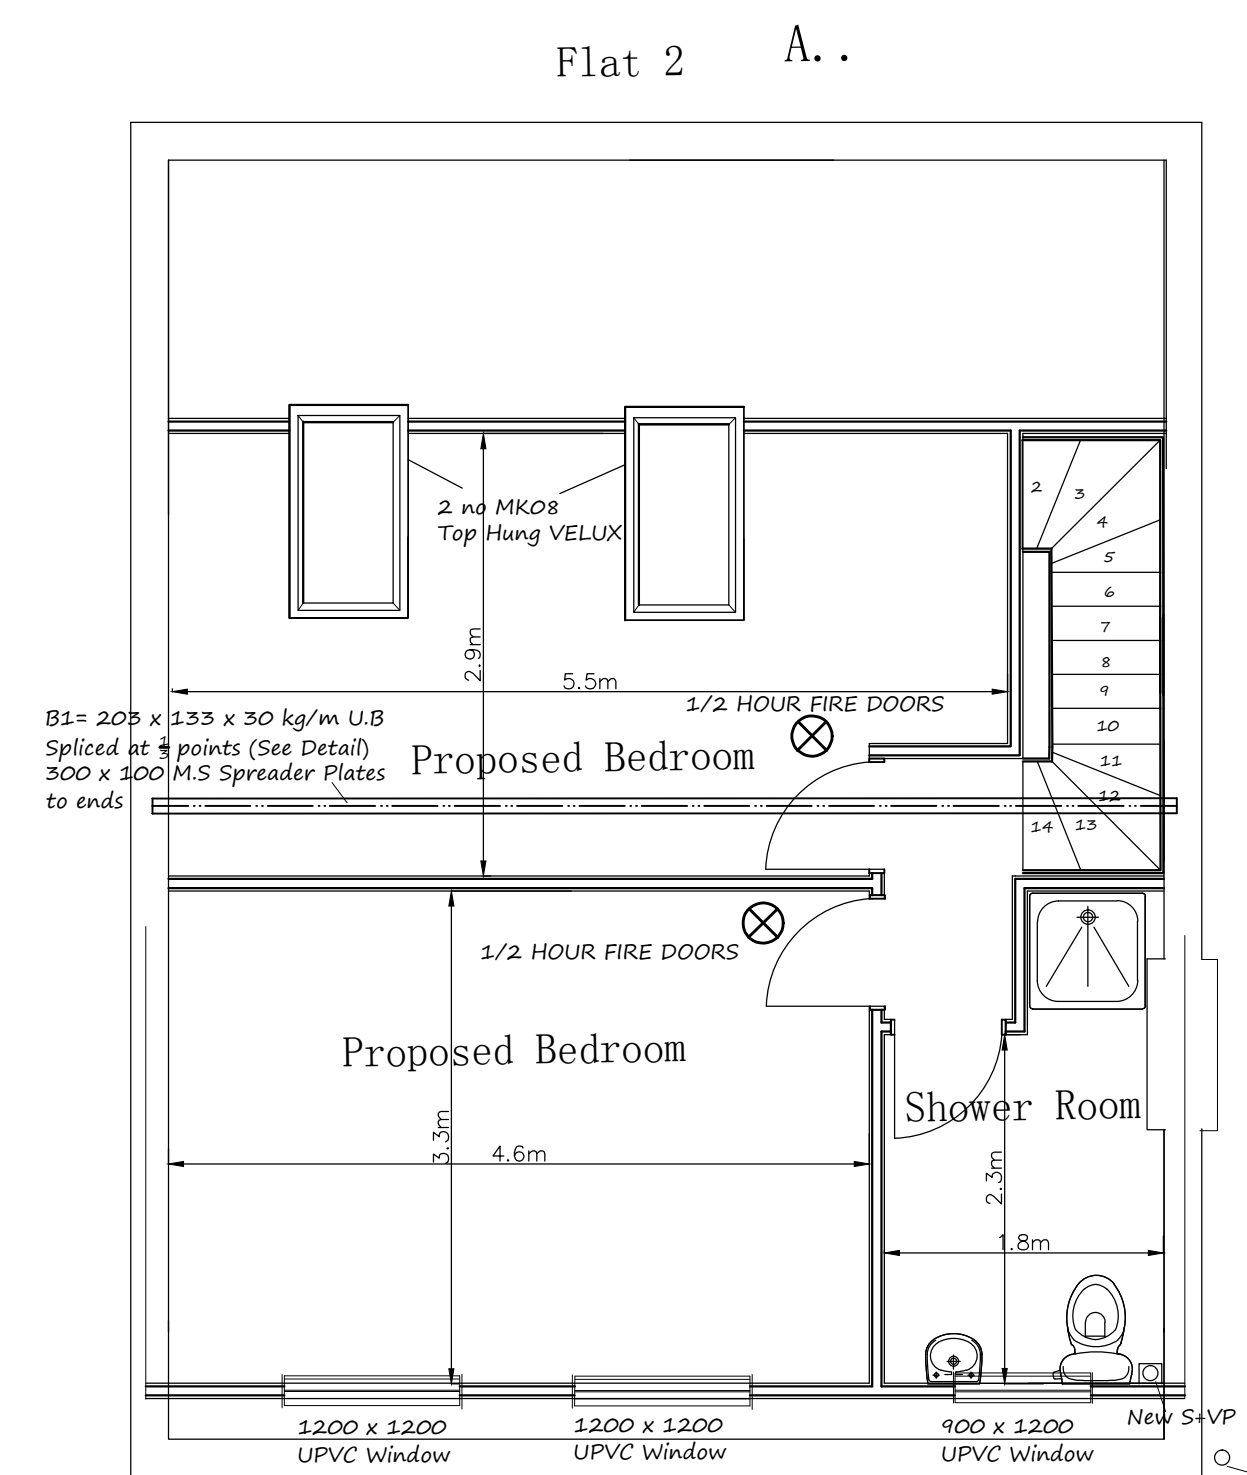 Flat 2
A..
2
3
4
5
6
7
8
9
10
11
12
13
14
2 no MK08
Top Hung VELUX
2.9m
5.5m
1/2 HOUR FIRE DOORS
B1= 203 x 133 x 30 kg/m U.B
Spliced at 1/3 points (See Detail)
300 x 100 M.S Spreader Plates
to ends
Proposed Bedroom
1/2 HOUR FIRE DOORS
Proposed Bedroom
Shower Room
3.3m
4.6m
2.3m
1.8m
1200 x 1200
UPVC Window
1200 x 1200
UPVC Window
900 x 1200
UPVC Window
New S+VP